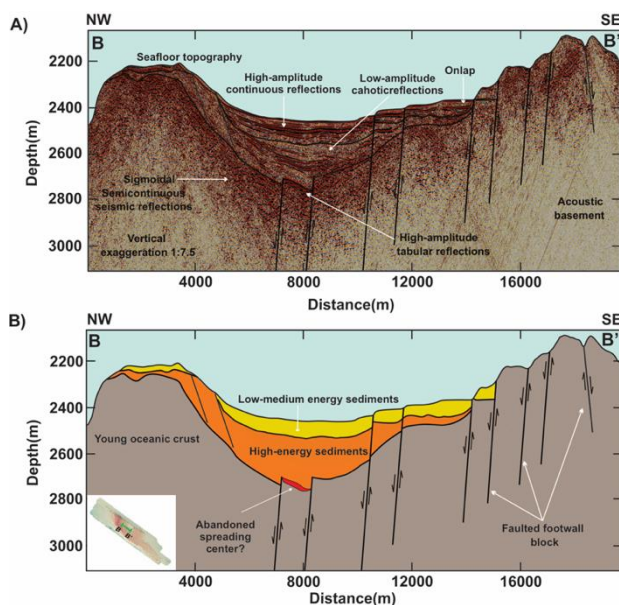 A)
NW
SE
B
B'
Seafloor topography
High-amplitude
continuous reflections
Low-amplitude
cahoticreflections
Onlap
2200
2400
2600
2800
3000
Depth(m)
Sigmoidal
Semicontinuous
seismic reflections
Vertical
exaggeration 1:7.5
High-amplitude
tabular reflections
Acoustic
basement
4000
8000
12000
16000
Distance(m)
B)
NW
SE
B
B'
2200
2400
2600
2800
3000
Depth(m)
Low-medium energy sediments
Young oceanic crust
High-energy sediments
Abandoned
spreading
center?
Faulted footwall
block
4000
8000
12000
16000
Distance(m)